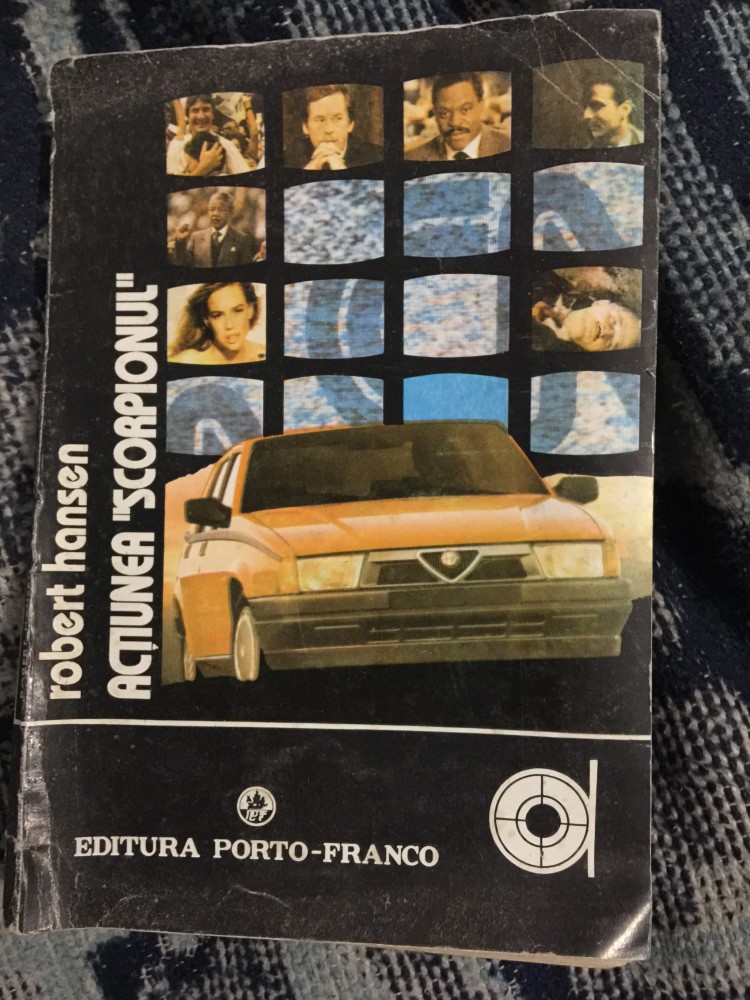 robert hansen
ACȚIUNEA "SCORPIONUL"
EDITURA PORTO-FRANCO